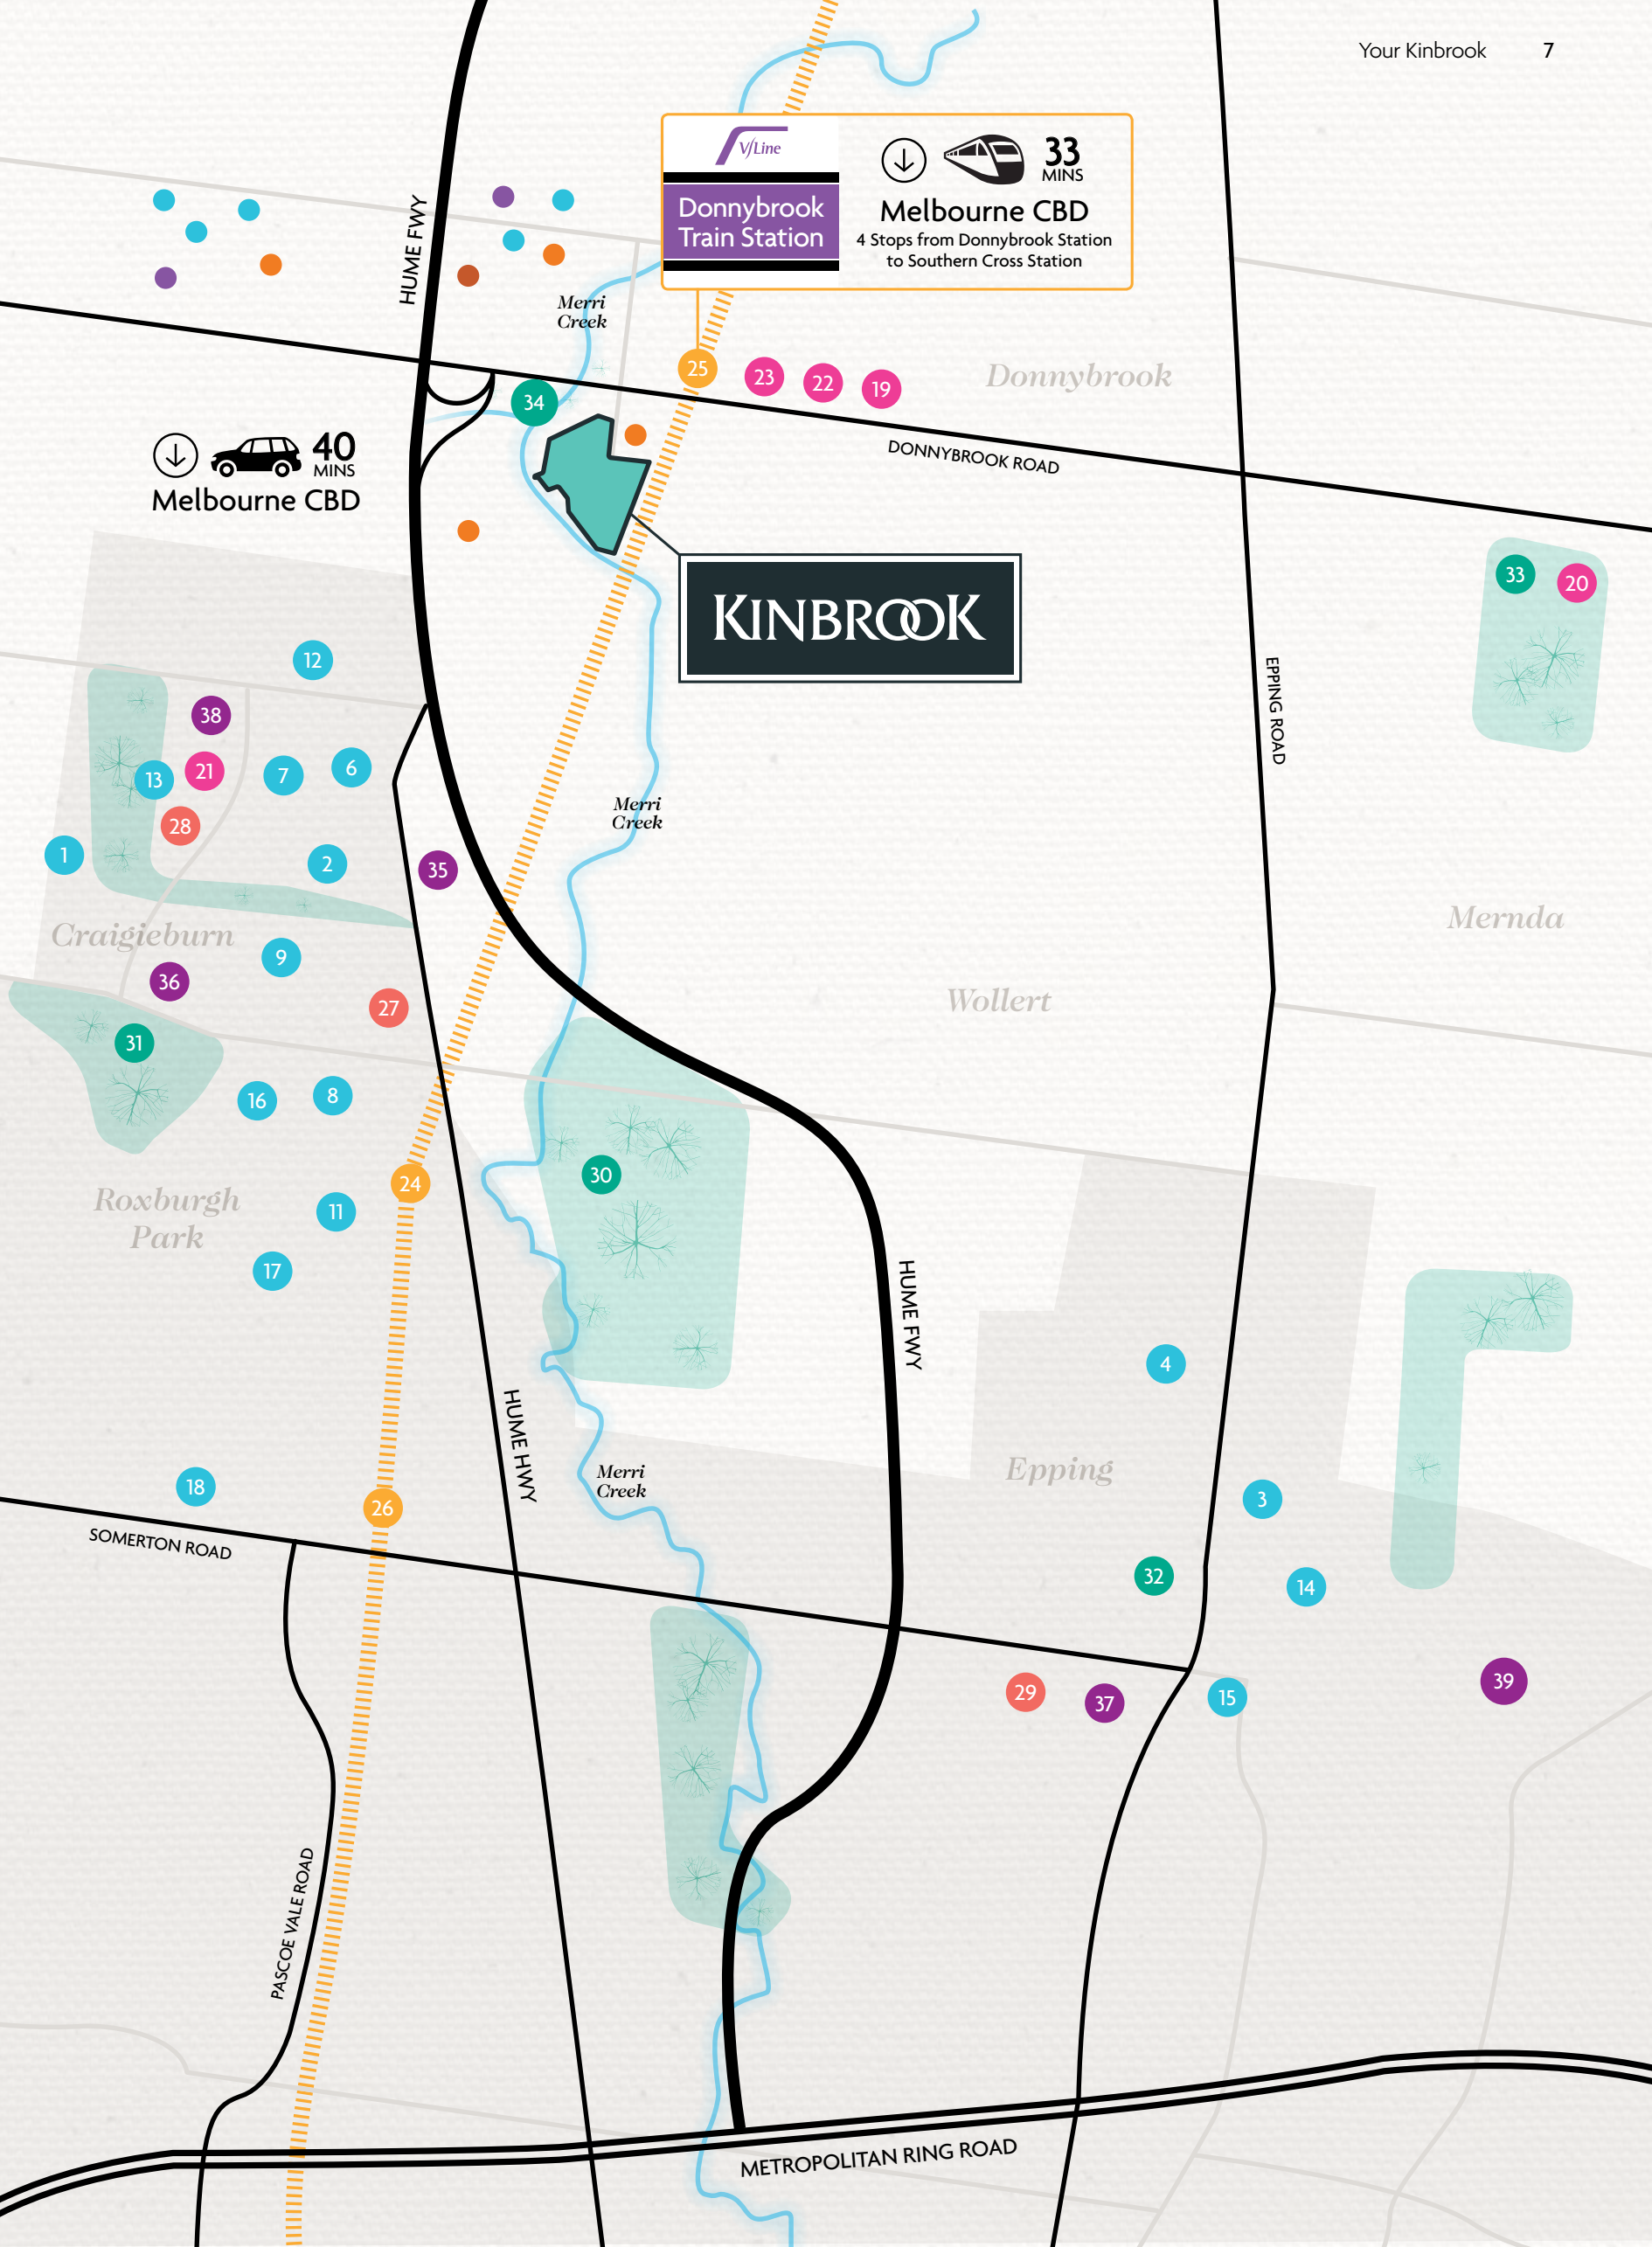 Your Kinbrook 7
V/Line
Donnybrook
Train Station
33
MINS
Melbourne CBD
4 Stops from Donnybrook Station
to Southern Cross Station
HUME FWY
Merri
Creek
25
23
22
19
Donnybrook
34
DONNYBROOK ROAD
40
MINS
Melbourne CBD
KINBROOK
33
20
EPPING ROAD
12
38
13
21
7
6
28
1
2
35
Merri
Creek
Craigieburn
Mernda
9
36
27
Wollert
31
16
8
30
24
Roxburgh
Park
11
17
HUME FWY
4
HUME HWY
Epping
Merri
Creek
18
26
3
SOMERTON ROAD
32
14
29
37
15
39
PASCOE VALE ROAD
METROPOLITAN RING ROAD